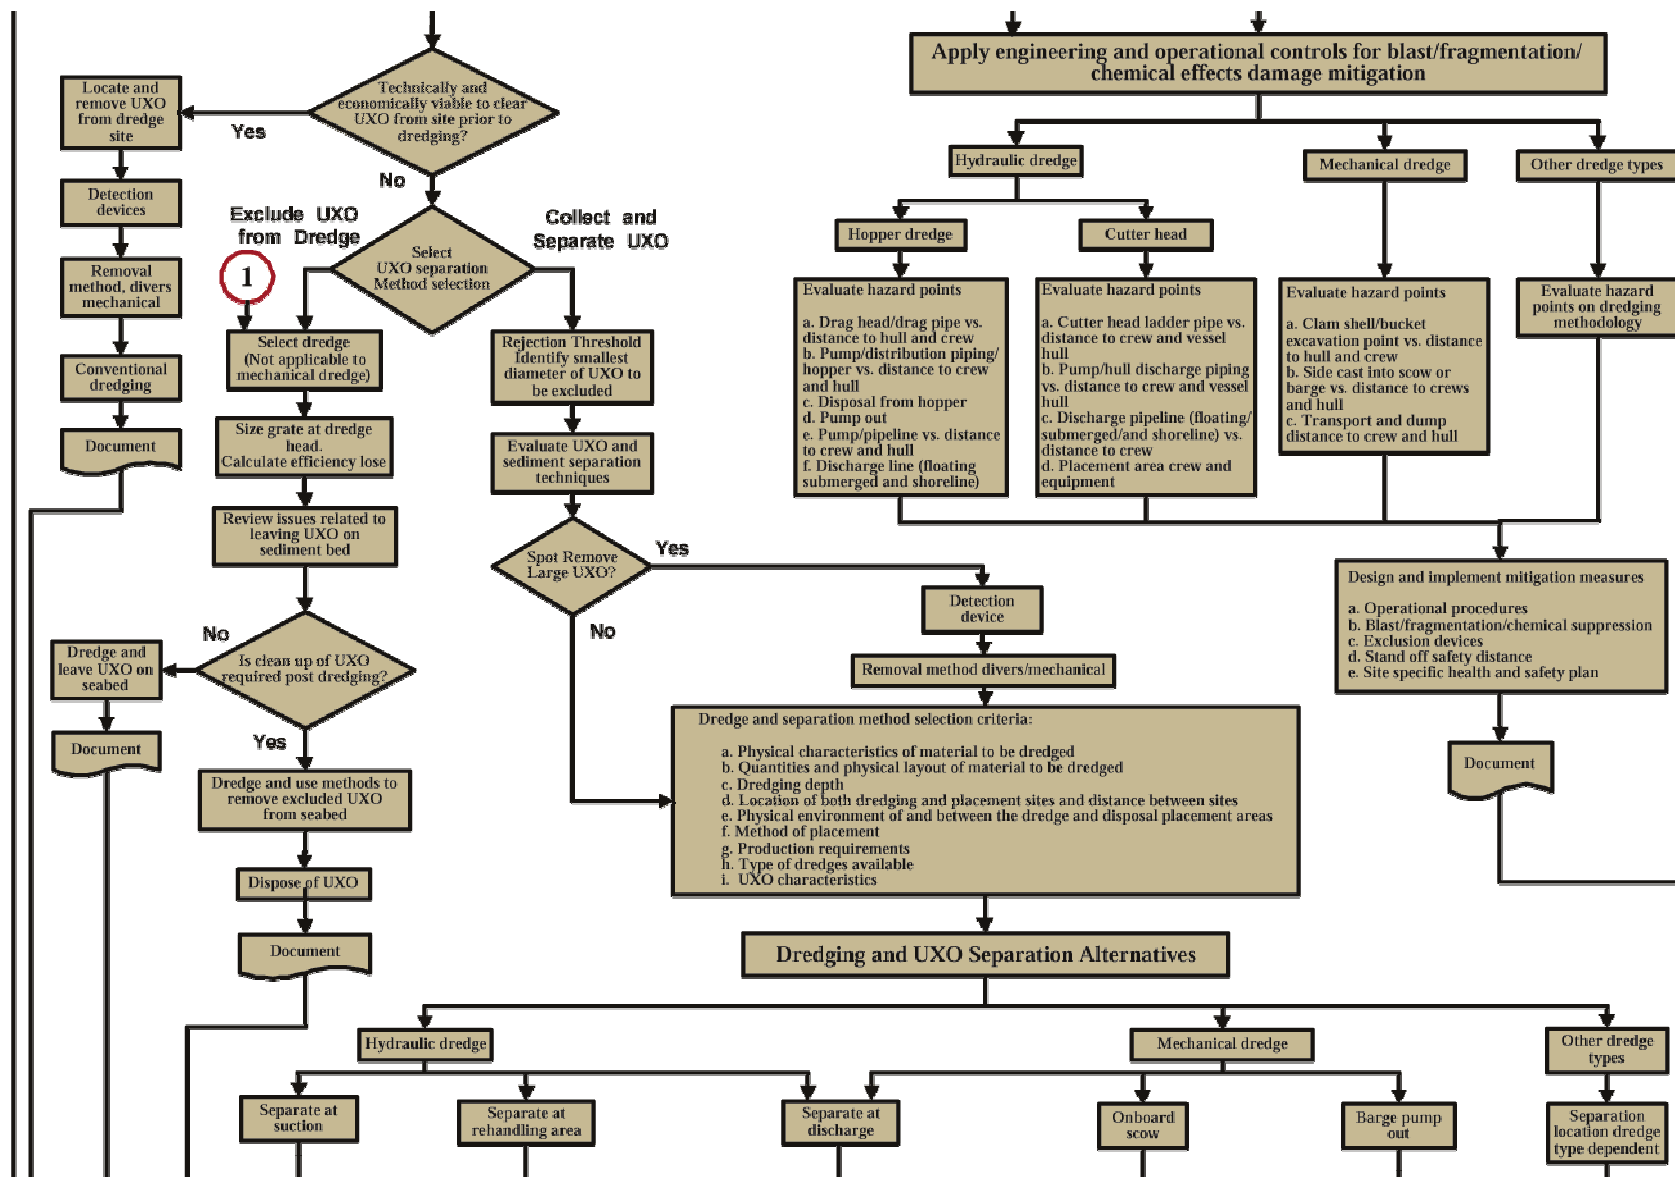 Apply engineering and operational controls for blast/fragmentation/
chemical effects damage mitigation
Locate and
remove UXO
from dredge
site
Yes
Technically and
economically viable to clear
UXO from site prior to
dredging?
No
Detection
devices
Removal
method, divers
mechanical
Conventional
dredging
Document
Exclude UXO
from Dredge
1
Select
UXO separation
Method selection
Collect and
Separate UXO
Select dredge
(Not applicable to
mechanical dredge)
Size grate at dredge
head.
Calculate efficiency lose
Review issues related to
leaving UXO on
sediment bed
Is clean up of UXO
required post dredging?
No
Dredge and
leave UXO on
seabed
Document
Yes
Dredge and use methods to
remove excluded UXO
from seabed
Dispose of UXO
Document
Rejection Threshold
Identify smallest
diameter of UXO to
be excluded
Evaluate UXO and
sediment separation
techniques
Spot Remove
Large UXO?
Yes
No
Detection
device
Removal method divers/mechanical
Dredge and separation method selection criteria:
a. Physical characteristics of material to be dredged
b. Quantities and physical layout of material to be dredged
c. Dredging depth
d. Location of both dredging and placement sites and distance between sites
e. Physical environment of and between the dredge and disposal placement areas
f. Method of placement
g. Production requirements
h. Type of dredges available
i. UXO characteristics
Hydraulic dredge
Mechanical dredge
Other dredge types
Hopper dredge
Cutter head
Evaluate hazard points
a. Drag head/drag pipe vs.
distance to hull and crew
b. Pump/distribution piping/
hopper vs. distance to crew
and hull
c. Disposal from hopper
d. Pump out
e. Pump/pipeline vs. distance
to crew and hull
f. Discharge line (floating
submerged and shoreline)
Evaluate hazard points
a. Cutter head ladder pipe vs.
distance to crew and vessel
hull
b. Pump/hull discharge piping
vs. distance to crew and vessel
hull
c. Discharge pipeline (floating/
submerged/and shoreline) vs.
distance to crew
d. Placement area crew and
equipment
Evaluate hazard points
a. Clam shell/bucket
excavation point vs. distance
to hull and crew
b. Side cast into scow or
barge vs. distance to crews
and hull
c. Transport and dump
distance to crew and hull
Evaluate hazard
points on dredging
methodology
Design and implement mitigation measures
a. Operational procedures
b. Blast/fragmentation/chemical suppression
c. Exclusion devices
d. Stand off safety distance
e. Site specific health and safety plan
Document
Dredging and UXO Separation Alternatives
Hydraulic dredge
Mechanical dredge
Other dredge
types
Separate at
suction
Separate at
rehandling area
Separate at
discharge
Onboard
scow
Barge pump
out
Separation
location dredge
type dependent